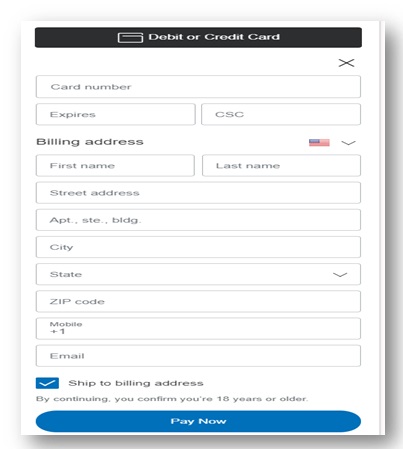 Debit or Credit Card
Card number
Expires CSC
Billing address
First name Last name
Street address
Apt., ste., bldg.
City
State
ZIP code
Mobile
+1
Email
Ship to billing address
By continuing, you confirm you're 18 years or older.
Pay Now